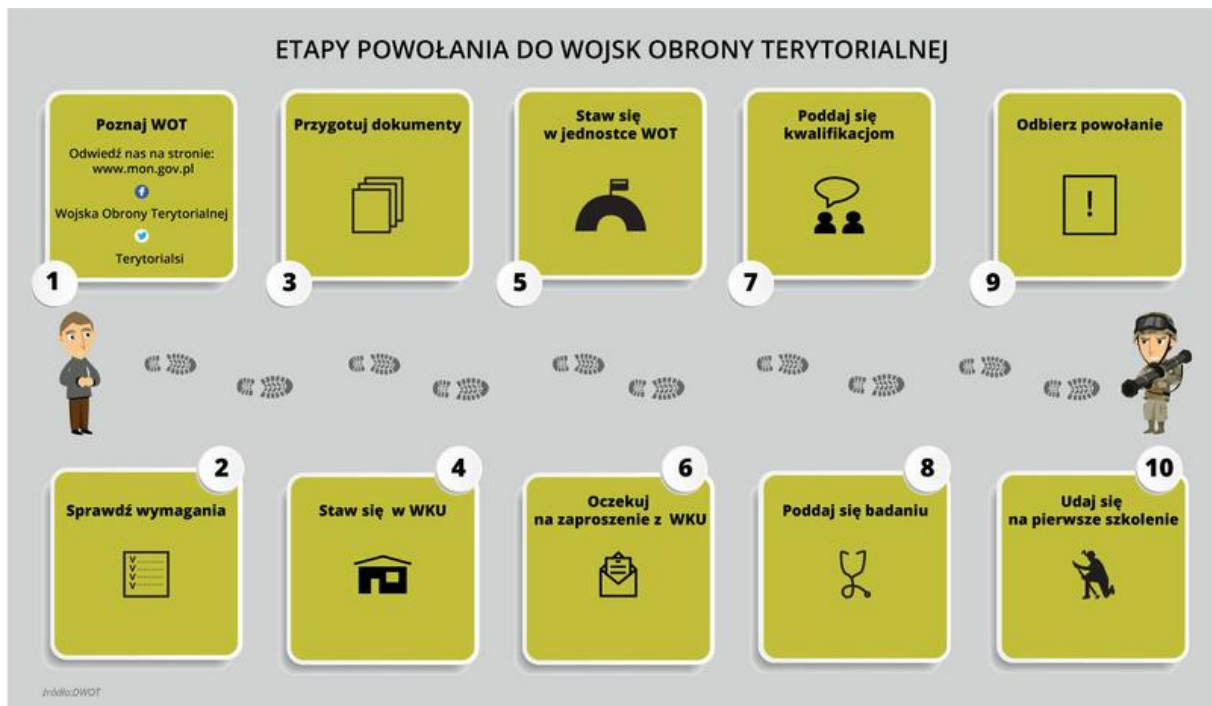 ETAPY POWOŁANIA DO WOJSK OBRONY TERYTORIALNEJ
Poznaj WOT
Odwiedź nas na stronie:
www.mon.gov.pl
Wojska Obrony Terytorialnej
Terytorialsi
1
Sprawdź wymagania
2
Przygotuj dokumenty
3
Staw się w WKU
4
Staw się
w jednostce WOT
5
Oczekuj
na zaproszenie z WKU
6
Poddaj się
kwalifikacjom
7
Poddaj się badaniu
8
Odbierz powołanie
!
9
Udaj się
na pierwsze szkolenie
10
źródło:DWOT